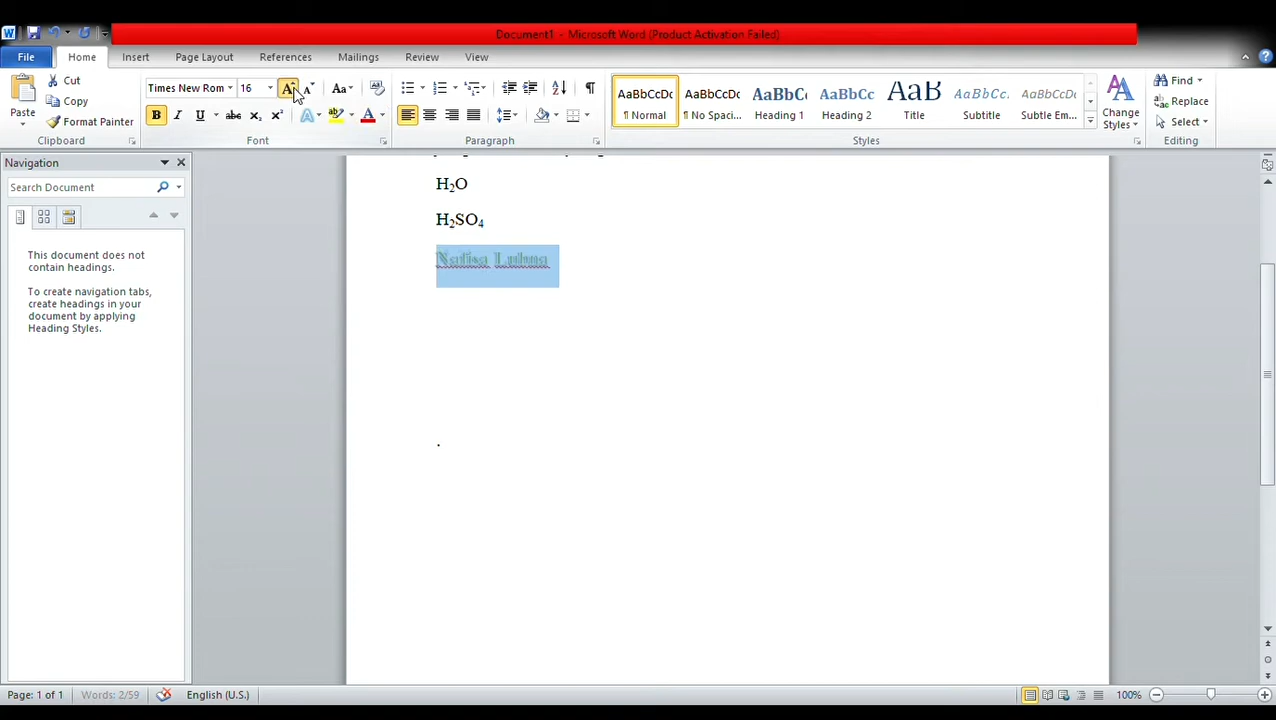 Document1 - Microsoft Word (Product Activation Failed)
File Home Insert Page Layout References Mailings Review View
Paste
Cut
Copy
Format Painter
Clipboard
Times New Rom 16
Font
Paragraph
AaBbCcDc AaBbCcDc AaBbC AaBbCc AaB AaBbCc. AaBbCcDc
¶ Normal ¶ No Spaci... Heading 1 Heading 2 Title Subtitle Subtle Em...
Styles
Change
Styles
Find
Replace
Select
Editing
Navigation
Search Document
This document does not
contain headings.
To create navigation tabs,
create headings in your
document by applying
Heading Styles.
H₂O
H₂SO₄
Nafisa Lubna
.
Page: 1 of 1 Words: 2/59 English (U.S.) 100%